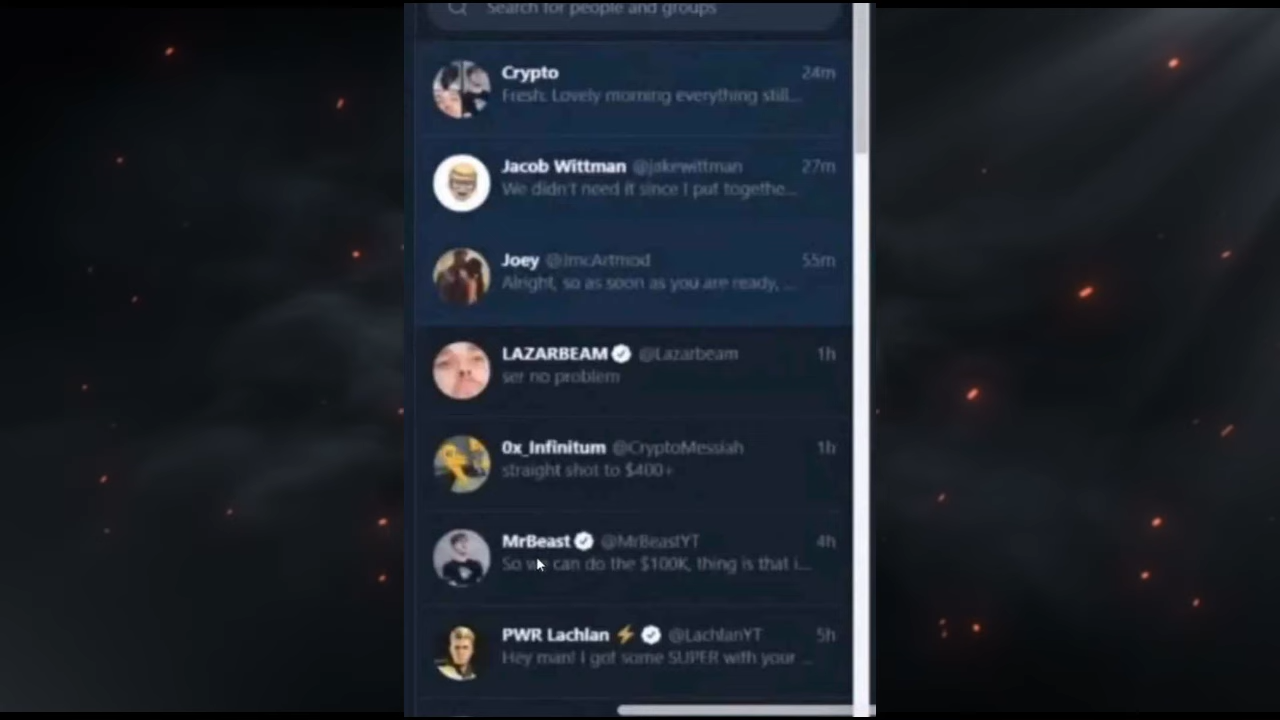 Search for people and groups
Crypto 24m
Fresh: Lovely morning everything still...
Jacob Wittman @jakewittman 27m
We didn't need it since I put togethe...
Joey @JmcArtmod 55m
Alright, so as soon as you are ready, ...
LAZARBEAM @Lazarbeam 1h
ser no problem
0x_Infinitum @CryptoMessiah 1h
straight shot to $400+
MrBeast @MrBeastYT 4h
So we can do the $100K, thing is that i...
PWR Lachlan ⚡ @LachlanYT 5h
Hey man! I got some SUPER with your ...